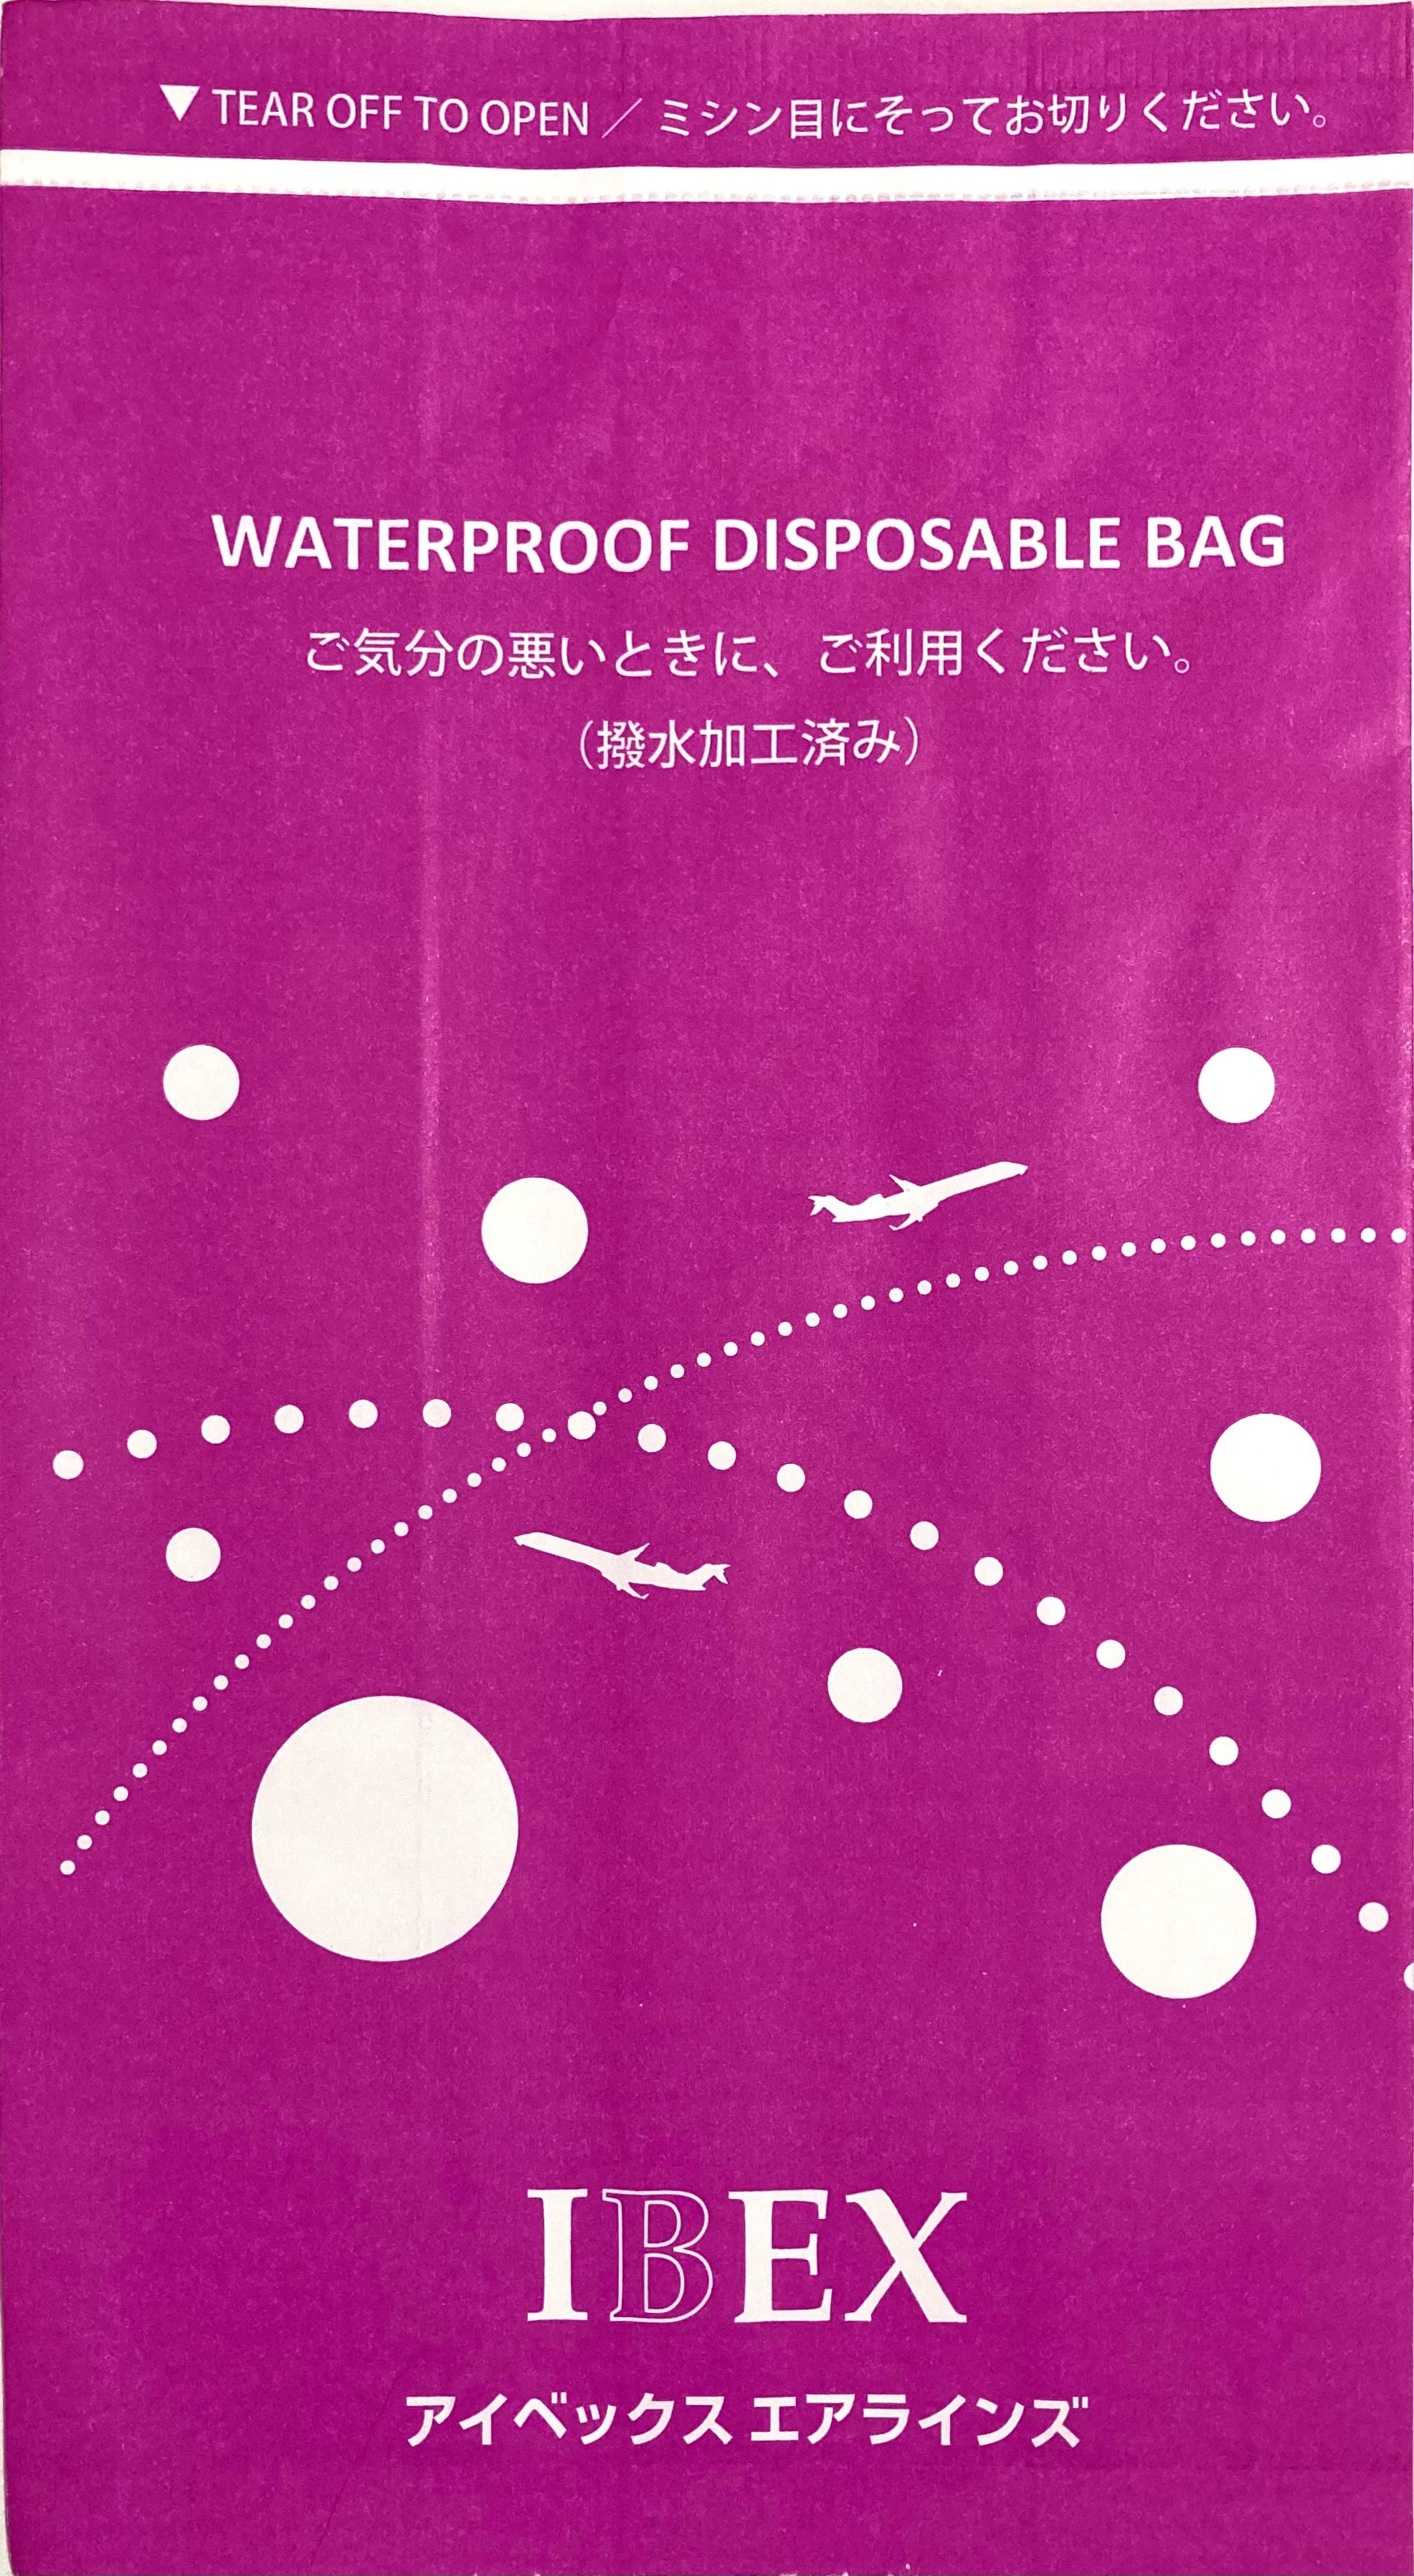 ▼ TEAR OFF TO OPEN ／ ミシン目にそってお切りください。
WATERPROOF DISPOSABLE BAG
ご気分の悪いときに、ご利用ください。
（撥水加工済み）
IBEX
アイベックス エアラインズ